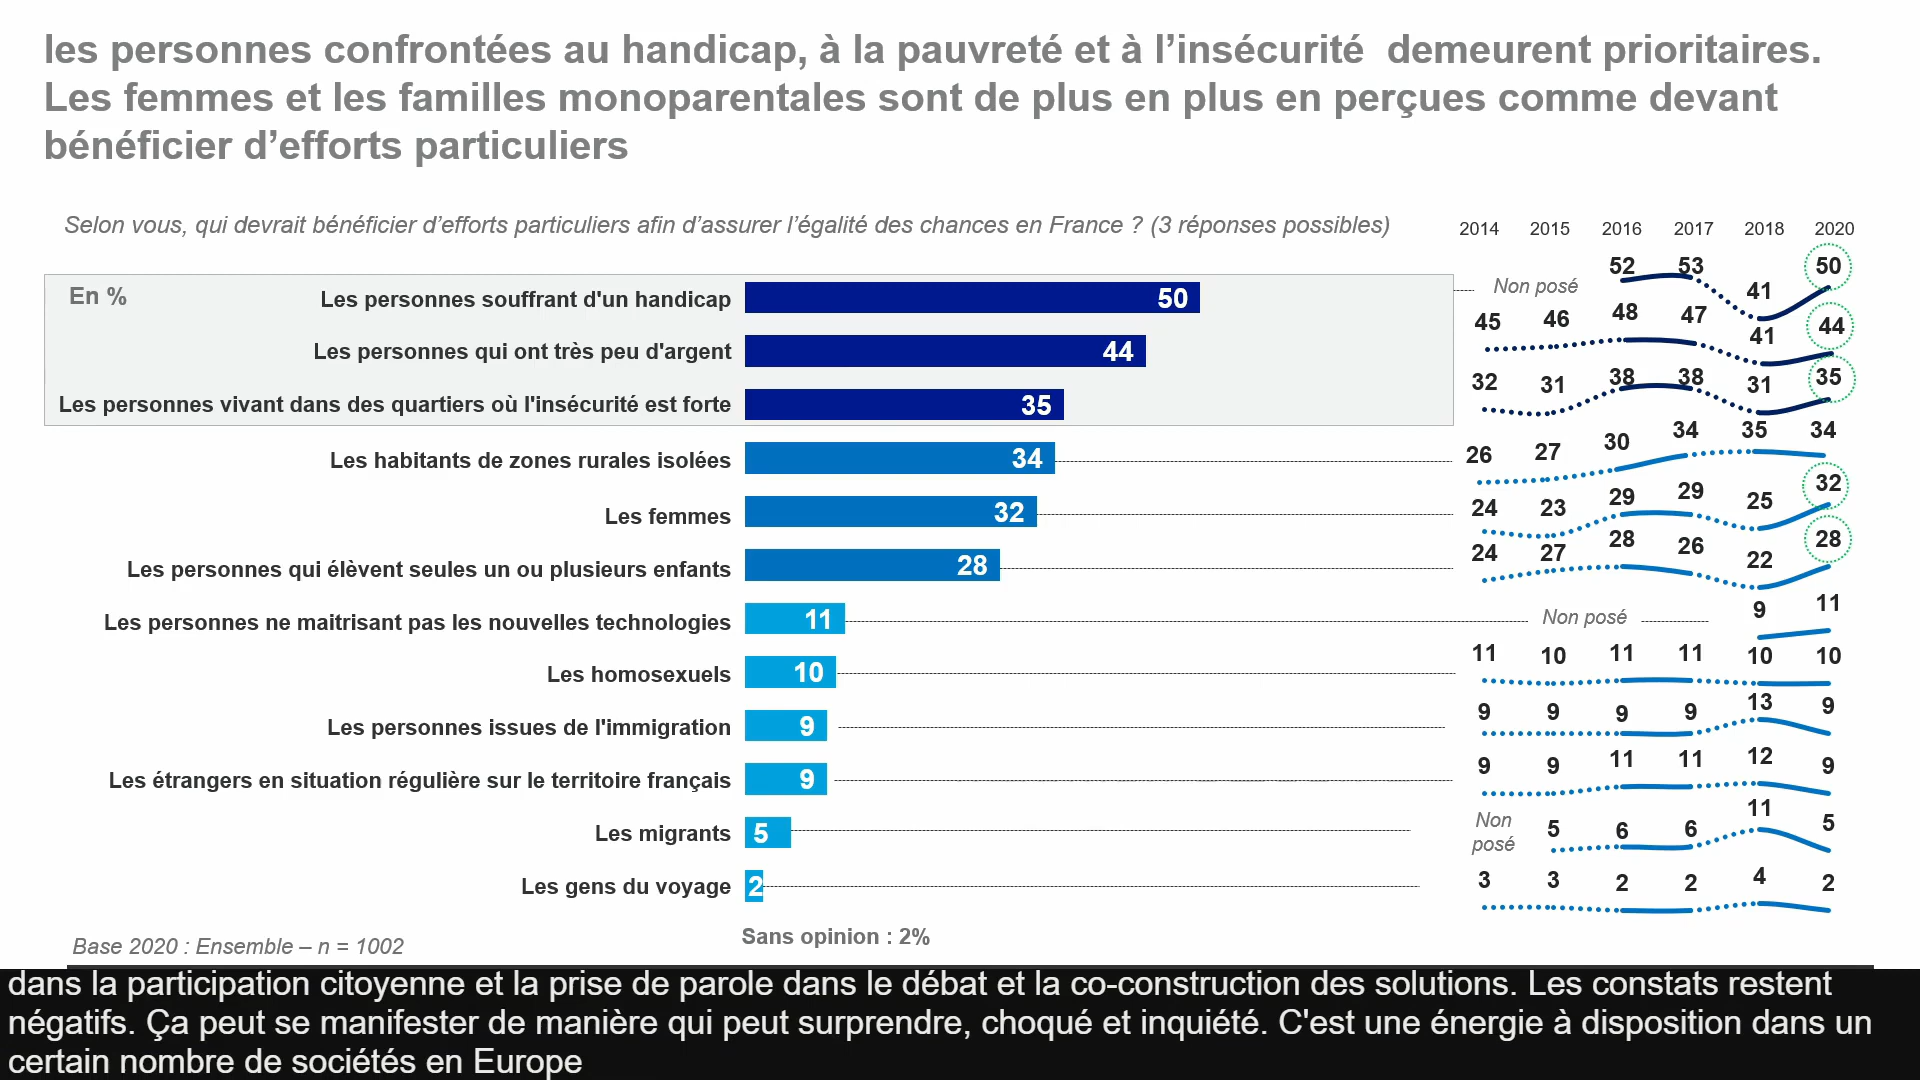 les personnes confrontées au handicap, à la pauvreté et à l’insécurité  demeurent prioritaires.
Les femmes et les familles monoparentales sont de plus en plus en perçues comme devant
bénéficier d’efforts particuliers
Selon vous, qui devrait bénéficier d’efforts particuliers afin d’assurer l’égalité des chances en France ? (3 réponses possibles)
2014 2015 2016 2017 2018 2020
En %
Les personnes souffrant d'un handicap 50 Non posé 52 53 41 50
Les personnes qui ont très peu d'argent 44 45 46 48 47 41 44
Les personnes vivant dans des quartiers où l'insécurité est forte 35 32 31 38 38 31 35
Les habitants de zones rurales isolées 34 26 27 30 34 35 34
Les femmes 32 24 23 29 29 25 32
Les personnes qui élèvent seules un ou plusieurs enfants 28 24 27 28 26 22 28
Les personnes ne maitrisant pas les nouvelles technologies 11 Non posé 9 11
Les homosexuels 10 11 10 11 11 10 10
Les personnes issues de l'immigration 9 9 9 9 9 13 9
Les étrangers en situation régulière sur le territoire français 9 9 9 11 11 12 9
Les migrants 5 Non posé 5 6 6 11 5
Les gens du voyage 2 3 3 2 2 4 2
Sans opinion : 2%
Base 2020 : Ensemble – n = 1002
dans la participation citoyenne et la prise de parole dans le débat et la co-construction des solutions. Les constats restent
négatifs. Ça peut se manifester de manière qui peut surprendre, choqué et inquiété. C'est une énergie à disposition dans un
certain nombre de sociétés en Europe